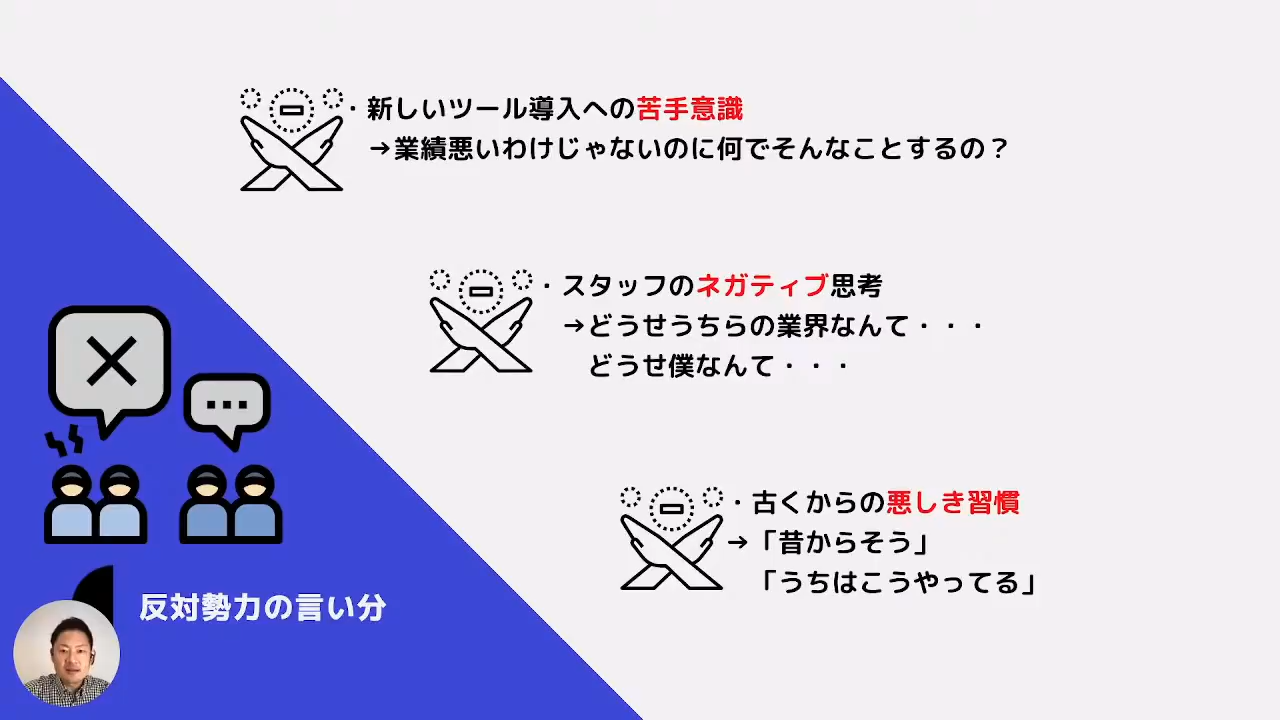 ・新しいツール導入への苦手意識
→業績悪いわけじゃないのに何でそんなことするの？
・スタッフのネガティブ思考
→どうせうちらの業界なんて・・・
どうせ僕なんて・・・
・古くからの悪しき習慣
→「昔からそう」
「うちはこうやってる」
反対勢力の言い分